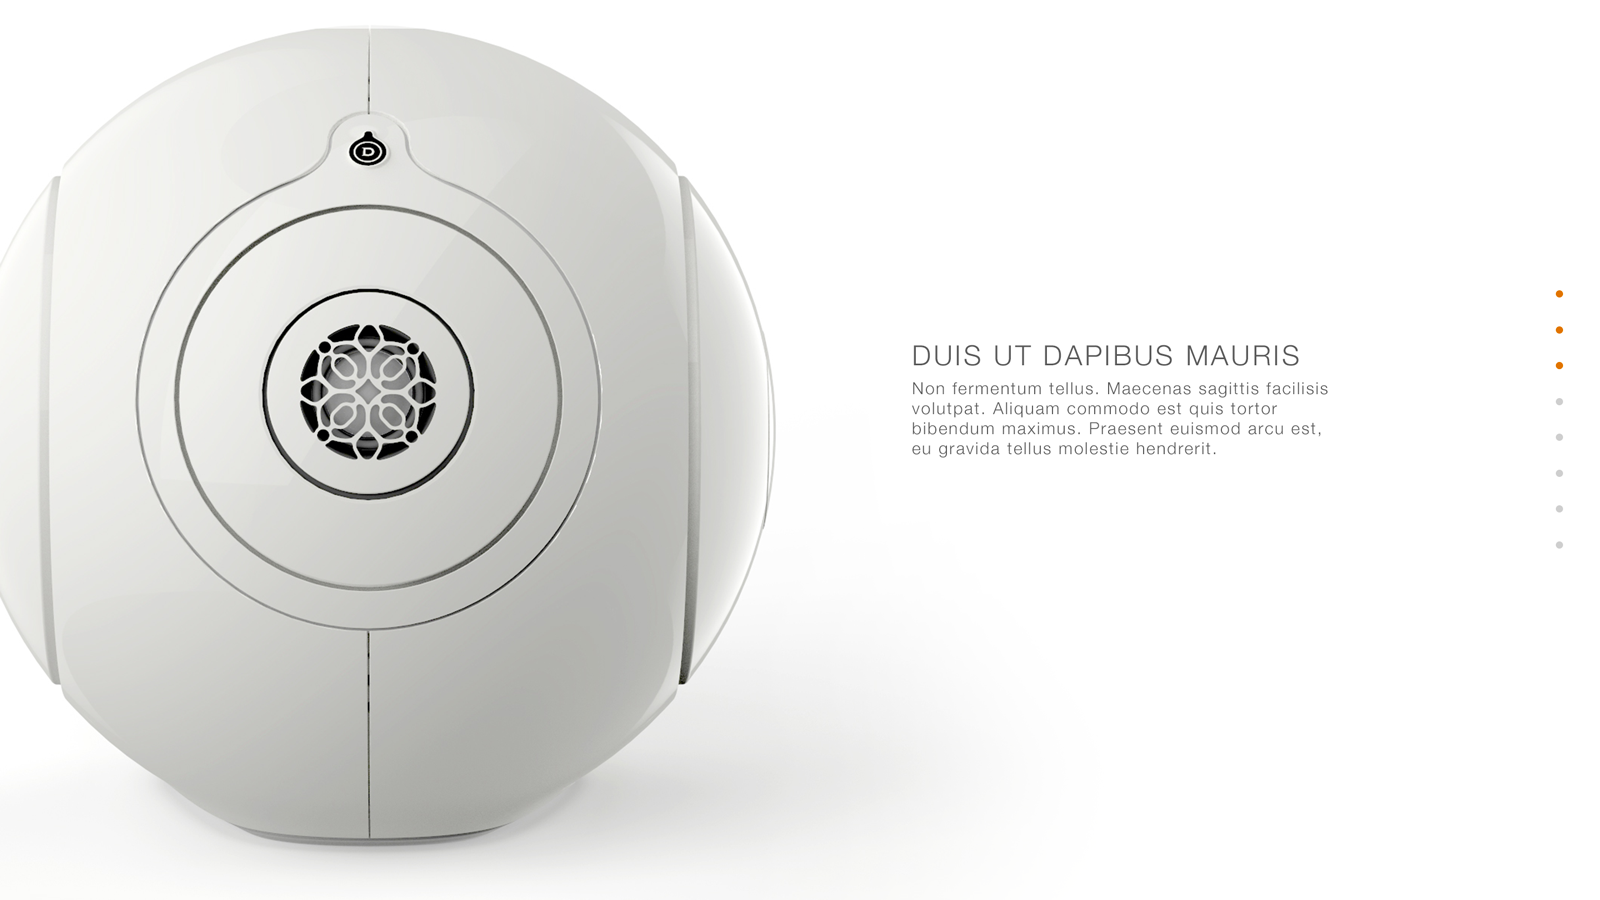 D
DUIS UT DAPIBUS MAURIS
Non fermentum tellus. Maecenas sagittis facilisis
volutpat. Aliquam commodo est quis tortor
bibendum maximus. Praesent euismod arcu est,
eu gravida tellus molestie hendrerit.